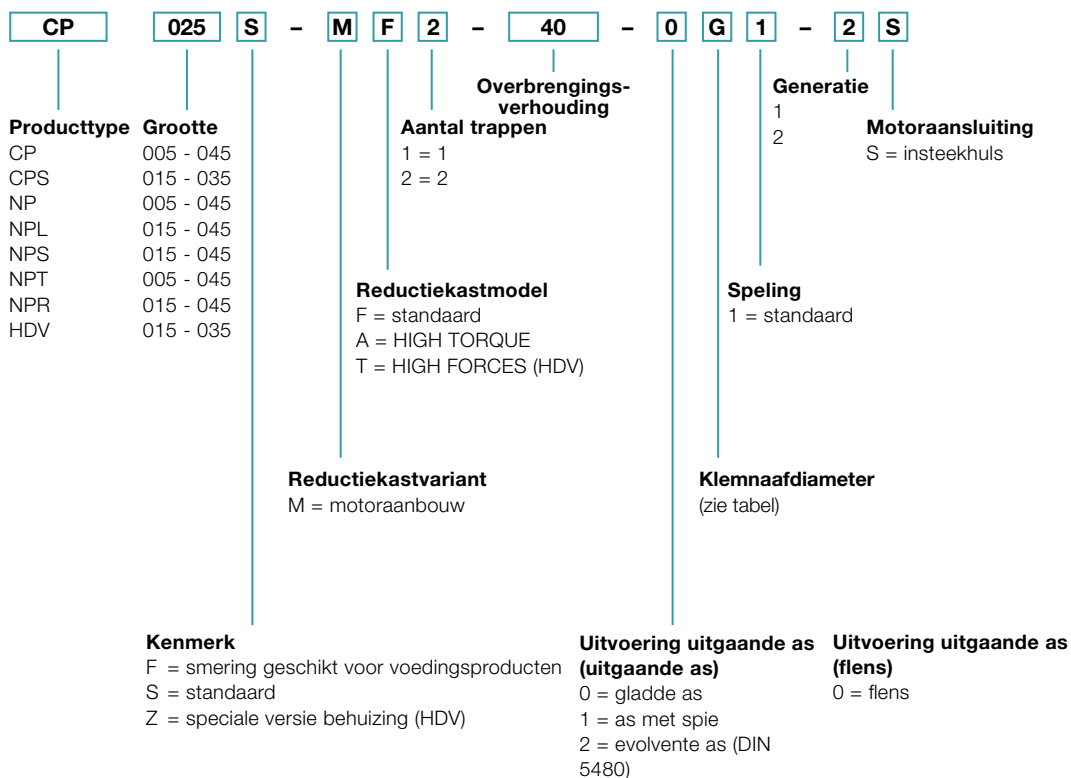 CP 025 S – M F 2 – 40 – 0 G 1 – 2 S
Overbrengings-
verhouding
Generatie
1
2
Producttype Grootte
CP 005 - 045
CPS 015 - 035
NP 005 - 045
NPL 015 - 045
NPS 015 - 045
NPT 005 - 045
NPR 015 - 045
HDV 015 - 035
Aantal trappen
1 = 1
2 = 2
Motoraansluiting
S = insteekhuls
Reductiekastmodel
F = standaard
A = HIGH TORQUE
T = HIGH FORCES (HDV)
Speling
1 = standaard
Reductiekastvariant
M = motoraanbouw
Klemnaafdiameter
(zie tabel)
Kenmerk
F = smering geschikt voor voedingsproducten
S = standaard
Z = speciale versie behuizing (HDV)
Uitvoering uitgaande as
(uitgaande as)
0 = gladde as
1 = as met spie
2 = evolvente as (DIN
5480)
Uitvoering uitgaande as
(flens)
0 = flens